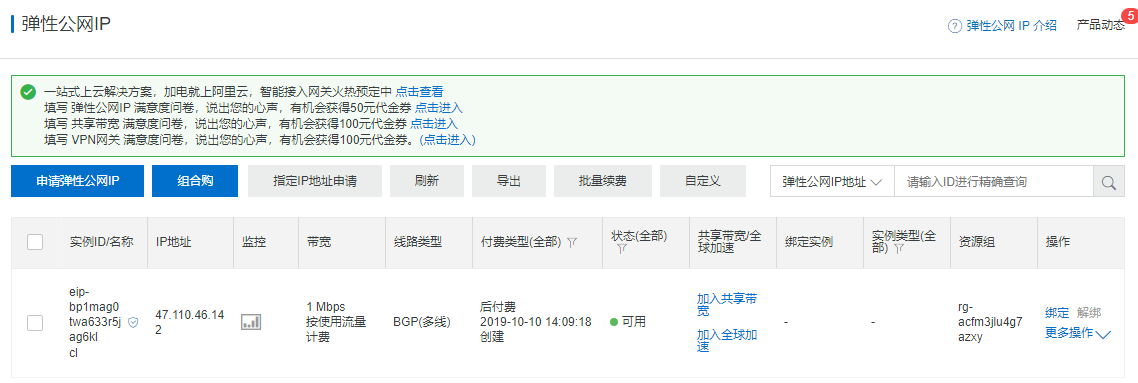 弹性公网IP
弹性公网 IP 介绍
产品动态
5
一站式上云解决方案，加电就上阿里云，智能接入网关火热预定中 点击查看
填写 弹性公网IP 满意度问卷，说出您的心声，有机会获得50元代金券 点击进入
填写 共享带宽 满意度问卷，说出您的心声，有机会获得100元代金券 点击进入
填写 VPN网关 满意度问卷，说出您的心声，有机会获得100元代金券。(点击进入)
申请弹性公网IP
组合购
指定IP地址申请
刷新
导出
批量续费
自定义
弹性公网IP地址
请输入ID进行精确查询
实例ID/名称
IP地址
监控
带宽
线路类型
付费类型(全部)
状态(全部)
共享带宽/全
球加速
绑定实例
实例类型(全
部)
资源组
操作
eip-
bp1mag0
twa633r5j
ag6kl
cl
47.110.46.14
2
1 Mbps
按使用流量
计费
BGP(多线)
后付费
2019-10-10 14:09:18
创建
可用
加入共享带
宽
加入全球加
速
-
-
rg-
acfm3jlu4g7
azxy
绑定 解绑
更多操作